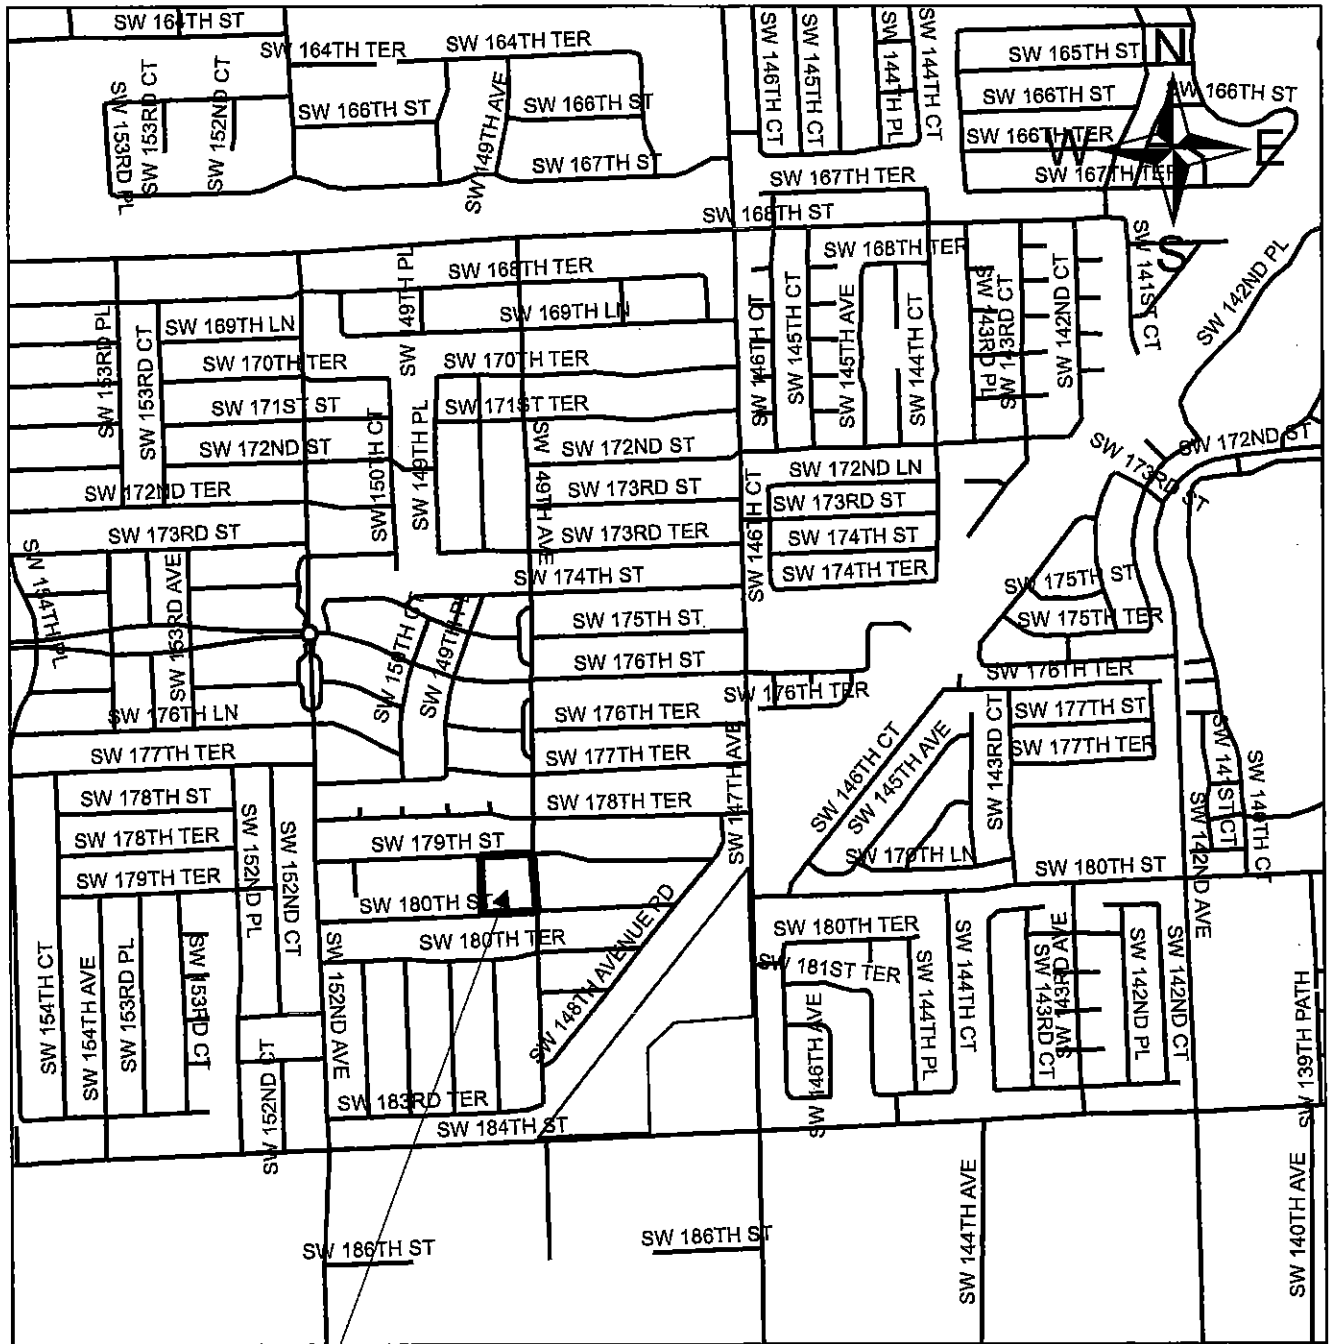 SW 164TH ST
SW 164TH TER
SW 164TH TER
SW 146TH CT
SW 145TH CT
SW 144TH PL
SW 144TH CT
SW 165TH ST
N
SW 153RD PL
SW 153RD CT
SW 152ND CT
SW 166TH ST
SW 149TH AVE
SW 166TH ST
SW 166TH ST
W 166TH ST
SW 166TH TER
W
E
SW 167TH ST
SW 167TH TER
SW 167TH TER
SW 168TH ST
S
SW 168TH TER
SW 149TH PL
SW 168TH TER
SW 141ST CT
SW 142ND PL
SW 153RD PL
SW 153RD CT
SW 169TH LN
SW 169TH LN
SW 146TH CT
SW 145TH CT
SW 145TH AVE
SW 144TH CT
SW 143RD PL
SW 143RD CT
SW 142ND CT
SW 170TH TER
SW 170TH TER
SW 171ST ST
SW 171ST TER
SW 150TH CT
SW 149TH PL
SW 172ND ST
SW 172ND ST
SW 172ND ST
SW 173RD ST
SW 172ND LN
SW 172ND TER
SW 173RD ST
SW 173RD ST
SW 146TH CT
SW 173RD ST
SW 173RD TER
SW 174TH ST
SW 154TH PL
SW 153RD AVE
SW 174TH ST
SW 174TH TER
SW 175TH ST
SW 150TH CT
SW 149TH PL
SW 175TH ST
SW 175TH TER
SW 176TH ST
SW 176TH TER
SW 176TH TER
SW 176TH LN
SW 176TH TER
SW 143RD CT
SW 177TH ST
SW 177TH TER
SW 177TH TER
SW 147TH AVE
SW 146TH CT
SW 145TH AVE
SW 177TH TER
SW 141ST CT
SW 140TH CT
SW 178TH ST
SW 152ND PL
SW 152ND CT
SW 178TH TER
SW 142ND AVE
SW 178TH TER
SW 179TH ST
SW 179TH LN
SW 180TH ST
SW 179TH TER
SW 180TH ST
SW 180TH TER
SW 180TH TER
SW 154TH CT
SW 154TH AVE
SW 153RD PL
SW 153RD CT
SW 152ND AVE
SW 148TH AVENUE RD
SW 181ST TER
SW 146TH AVE
SW 144TH PL
SW 144TH CT
SW 143RD CT
SW 143RD AVE
SW 142ND PL
SW 142ND CT
SW 139TH PATH
SW 152ND CT
SW 183RD TER
SW 184TH ST
SW 144TH AVE
SW 140TH AVE
SW 186TH ST
SW 186TH ST